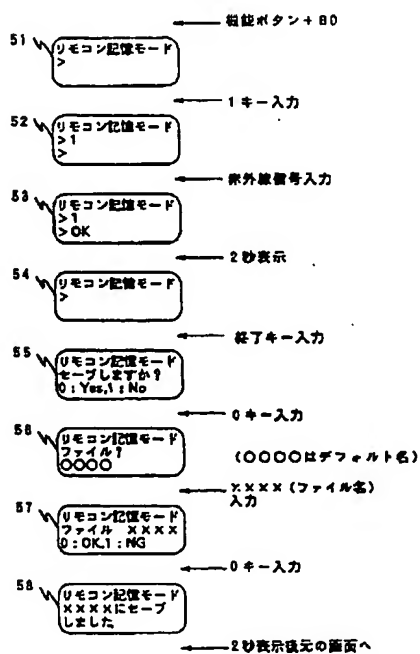 機能ボタン+80
51
リモコン記憶モード
>
1キー入力
52
リモコン記憶モード
>1
>
赤外線信号入力
53
リモコン記憶モード
>1
>OK
2秒表示
54
リモコン記憶モード
>
終了キー入力
55
リモコン記憶モード
セーブしますか?
0:Yes,1:No
0キー入力
56
リモコン記憶モード
ファイル?
○○○○
(○○○○はデフォルト名)
××××(ファイル名)
入力
57
リモコン記憶モード
ファイル ××××
0:OK,1:NG
0キー入力
58
リモコン記憶モード
××××にセーブ
しました
2秒表示後元の画面へ